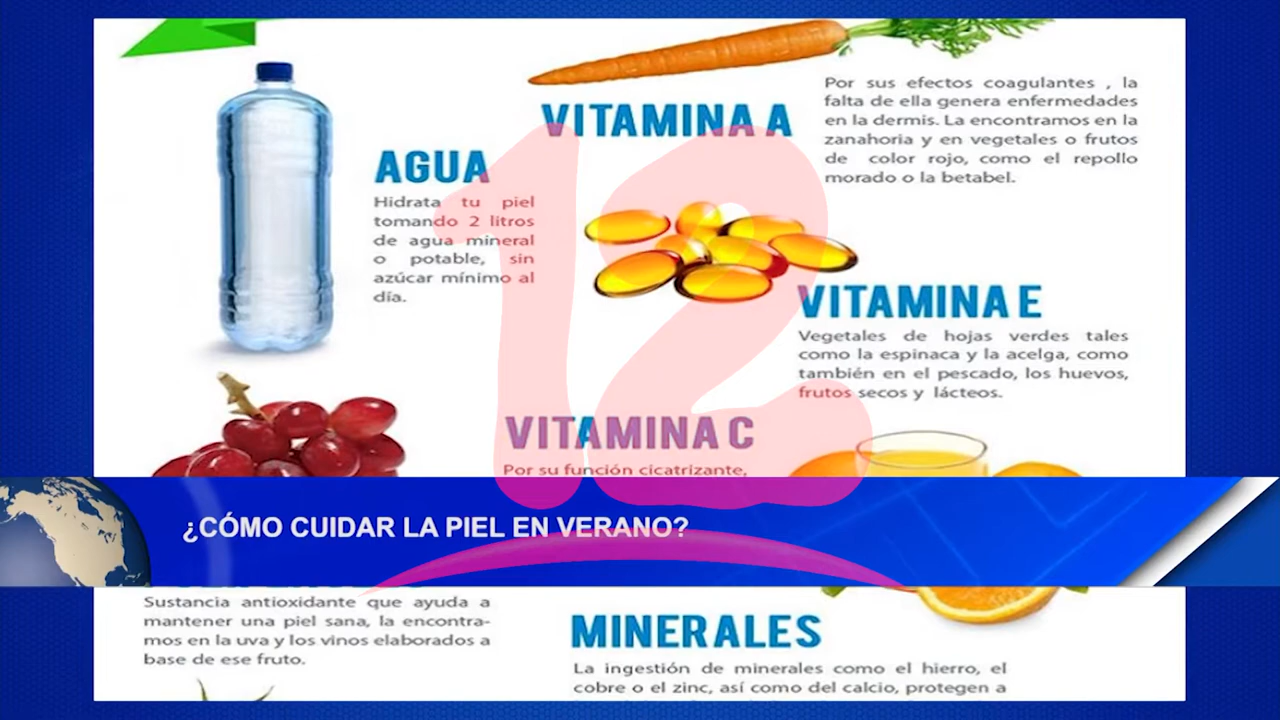 AGUA
Hidrata tu piel
tomando 2 litros
de agua mineral
o potable, sin
azúcar mínimo al
día.
VITAMINA A
Por sus efectos coagulantes , la
falta de ella genera enfermedades
en la dermis. La encontramos en la
zanahoria y en vegetales o frutos
de color rojo, como el repollo
morado o la betabel.
VITAMINA E
Vegetales de hojas verdes tales
como la espinaca y la acelga, como
también en el pescado, los huevos,
frutos secos y lácteos.
VITAMINA C
Por su función cicatrizante,
12
¿CÓMO CUIDAR LA PIEL EN VERANO?
Sustancia antioxidante que ayuda a
mantener una piel sana, la encontra-
mos en la uva y los vinos elaborados a
base de ese fruto.
MINERALES
La ingestión de minerales como el hierro, el
cobre o el zinc, así como del calcio, protegen a